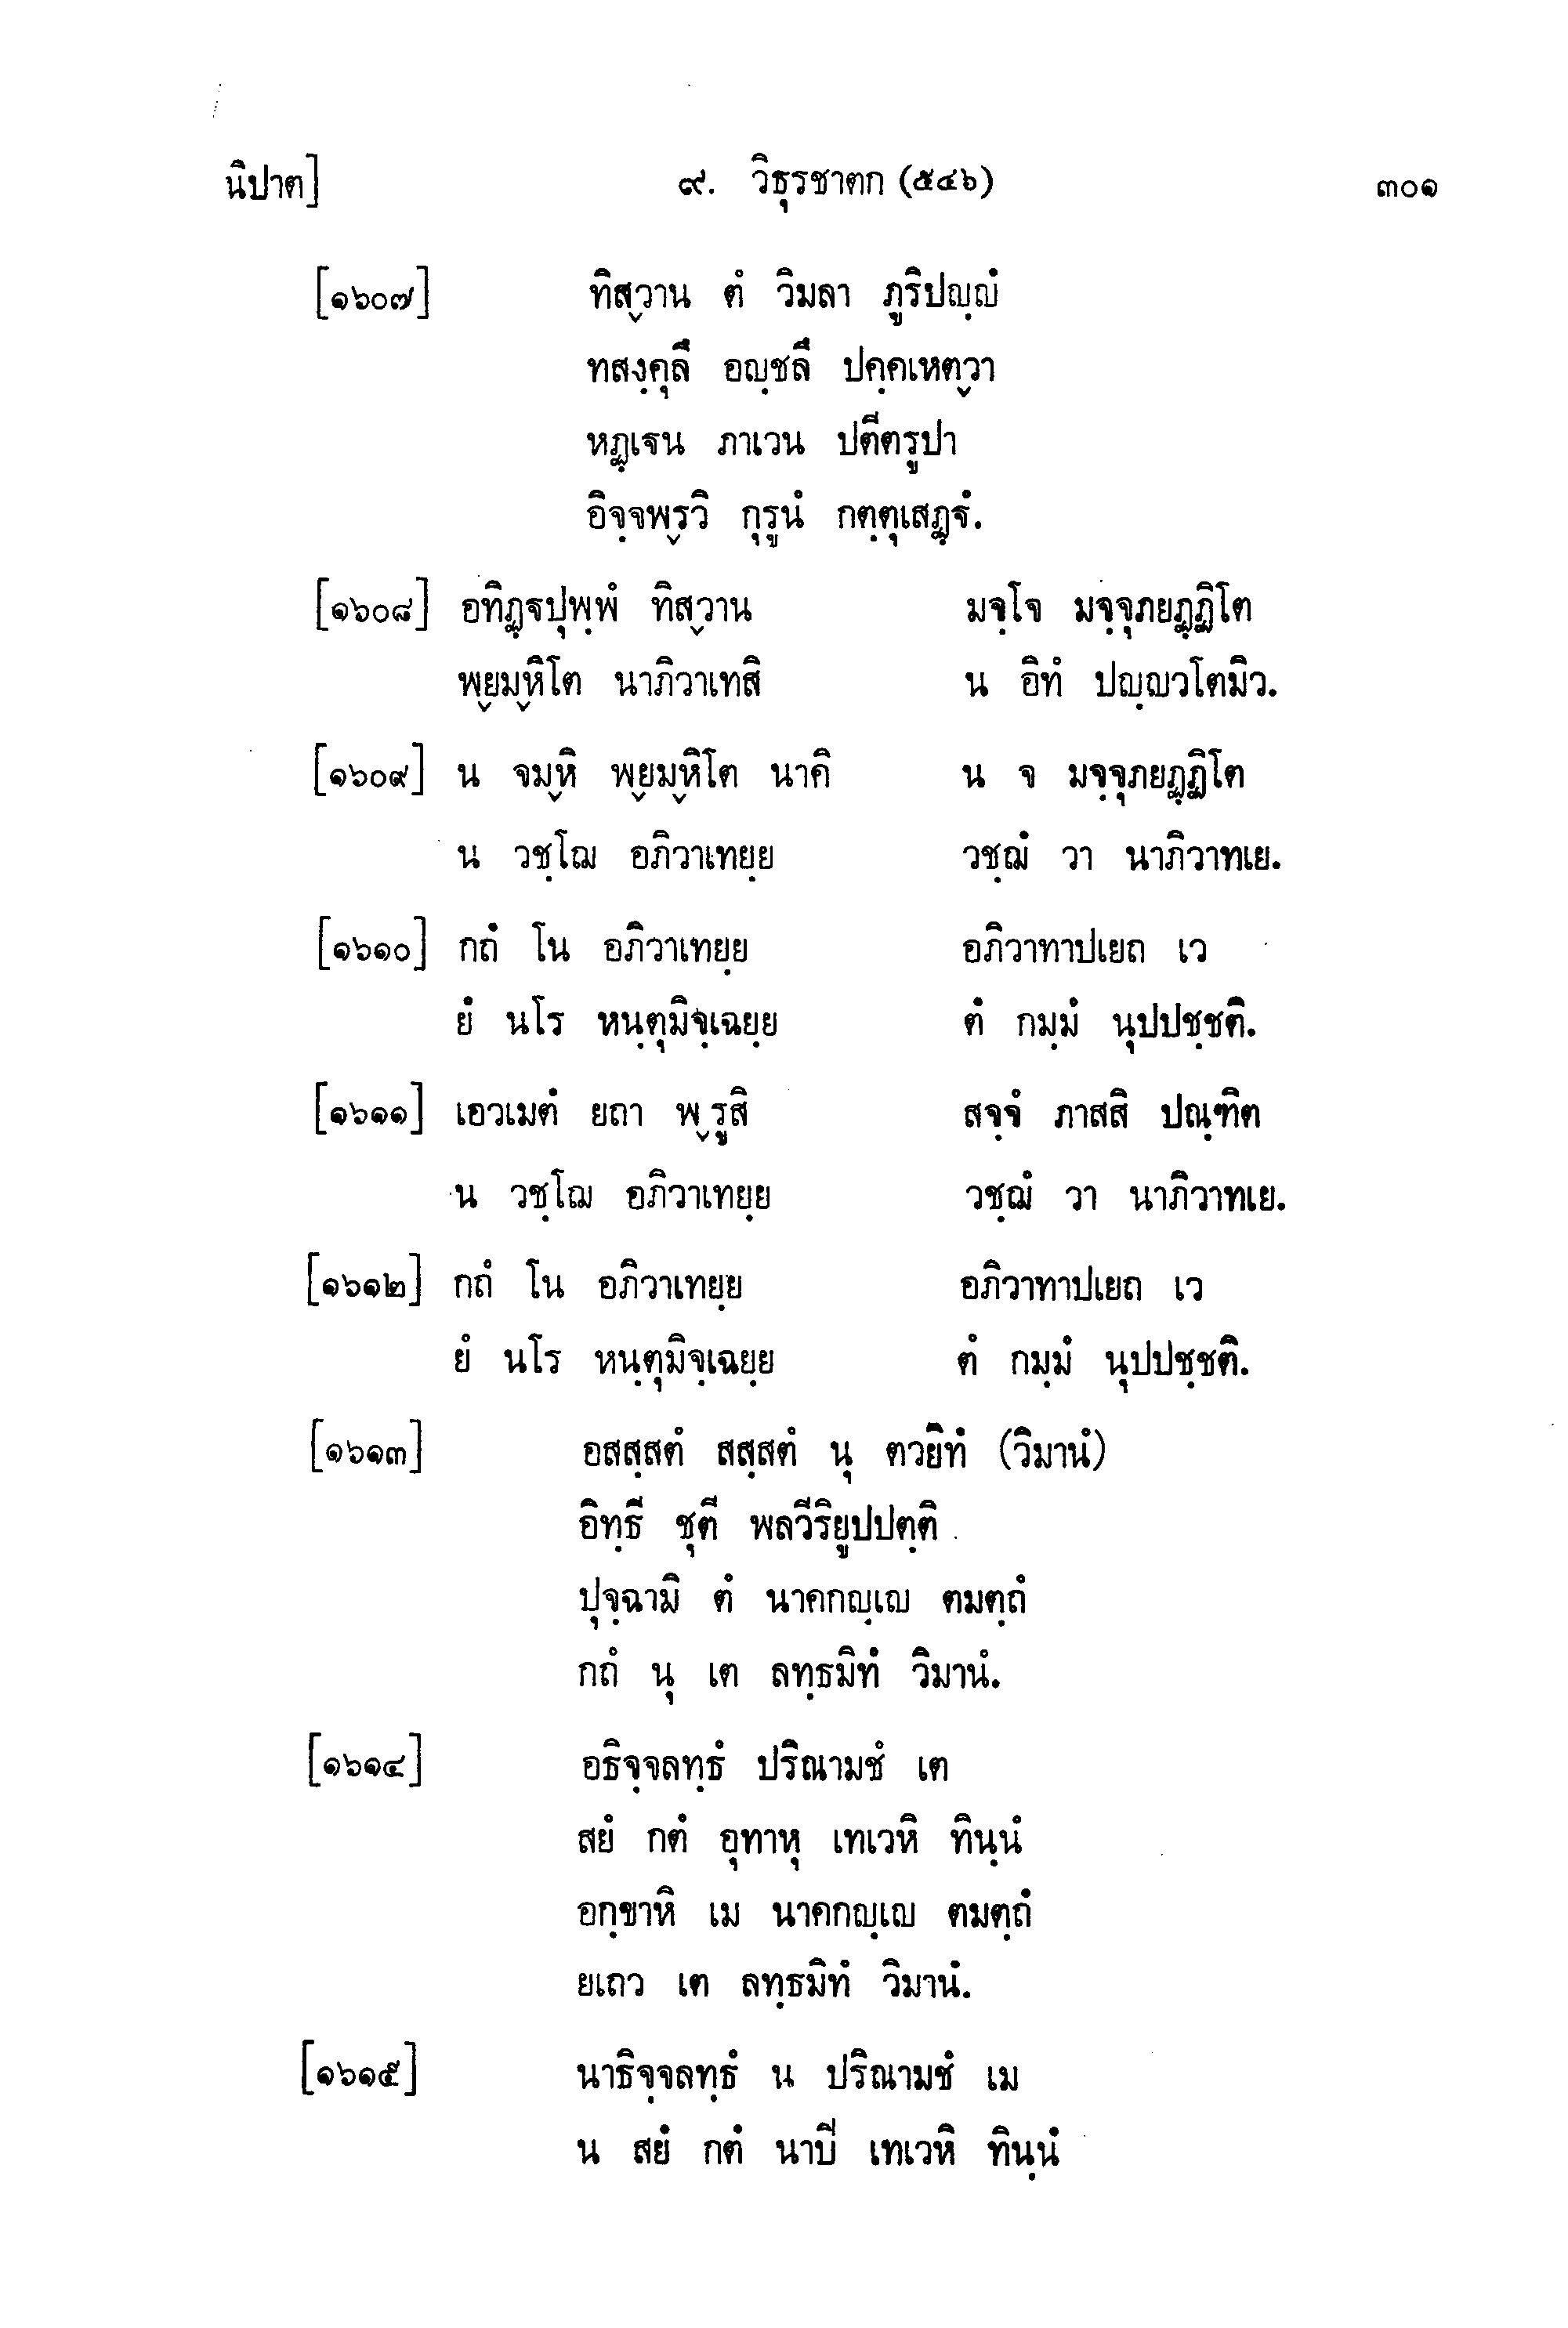 นิปาต] ๙. วิธุรชาตก (๕๔๖) ๓๐๑
[๑๖๐๗] ทิส๎วาน ตํ วิมลา ภูริปญฺญํ
ทสงฺคุลึ อญฺชลึ ปคฺคเหต๎วา
หฏฺเฐน ภาเวน ปตีตรูปา
อิจฺจพร๎วิ กุรูนํ กตฺตุเสฏฺฐํ.
[๑๖๐๘] อทิฏฺฐปุพฺพํ ทิส๎วาน มจฺโจ มจฺจุภยฏฺฏิโต
พ๎ยม๎หิโต นาภิวาเทสิ น อิทํ ปญฺญวโตมิว.
[๑๖๐๙] น จม๎หิ พ๎ยม๎หิโต นาคิ น จ มจฺจุภยฏฺฏิโต
น วชฺโฌ อภิวาเทยฺย วชฺฌํ วา นาภิวาทเย.
[๑๖๑๐] กถํ โน อภิวาเทยฺย อภิวาทาปเยถ เว
ยํ นโร หนฺตุมิจฺเฉยฺย ตํ กมฺมํ นุปปชฺชติ.
[๑๖๑๑] เอวเมตํ ยถา พ๎รูสิ สจฺจํ ภาสสิ ปณฺฑิต
น วชฺโฌ อภิวาเทยฺย วชฺฌํ วา นาภิวาทเย.
[๑๖๑๒] กถํ โน อภิวาเทยฺย อภิวาทาปเยถ เว
ยํ นโร หนฺตุมิจฺเฉยฺย ตํ กมฺมํ นุปปชฺชติ.
[๑๖๑๓] อสสฺสตํ สสฺสตํ นุ ตวยิทํ (วิมานํ)
อิทฺธี ชุตี พลวีริยูปปตฺติ
ปุจฺฉามิ ตํ นาคกญฺเญ ตมตฺถํ
กถํ นุ เต ลทฺธมิทํ วิมานํ.
[๑๖๑๔] อธิจฺจลทฺธํ ปริณามชํ เต
สยํ กตํ อุทาหุ เทเวหิ ทินฺนํ
อกฺขาหิ เม นาคกญฺเญ ตมตฺถํ
ยเถว เต ลทฺธมิทํ วิมานํ.
[๑๖๑๕] นาธิจฺจลทฺธํ น ปริณามชํ เม
น สยํ กตํ นาปี เทเวหิ ทินฺนํ